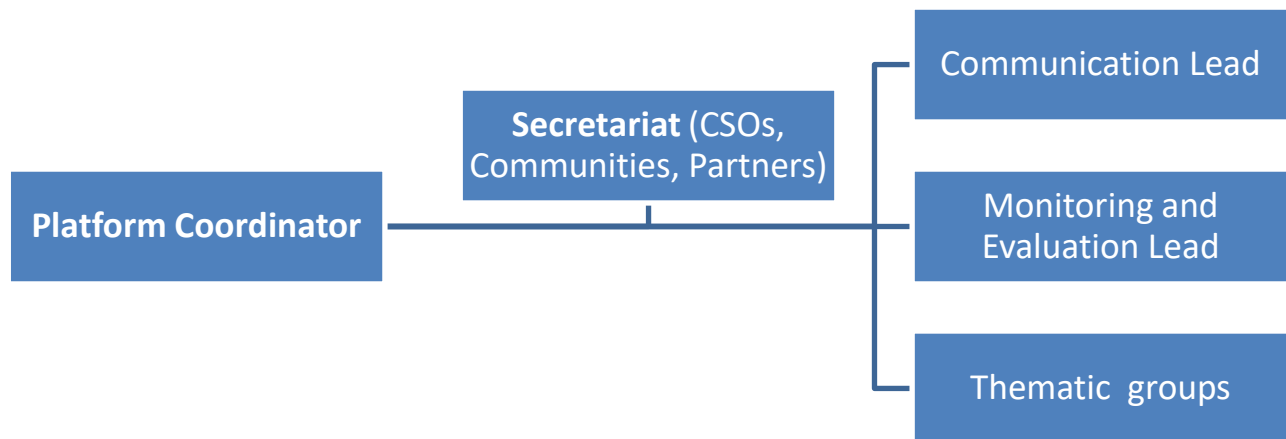 Communication Lead
Secretariat (CSOs,
Communities, Partners)
Platform Coordinator
Monitoring and
Evaluation Lead
Thematic groups